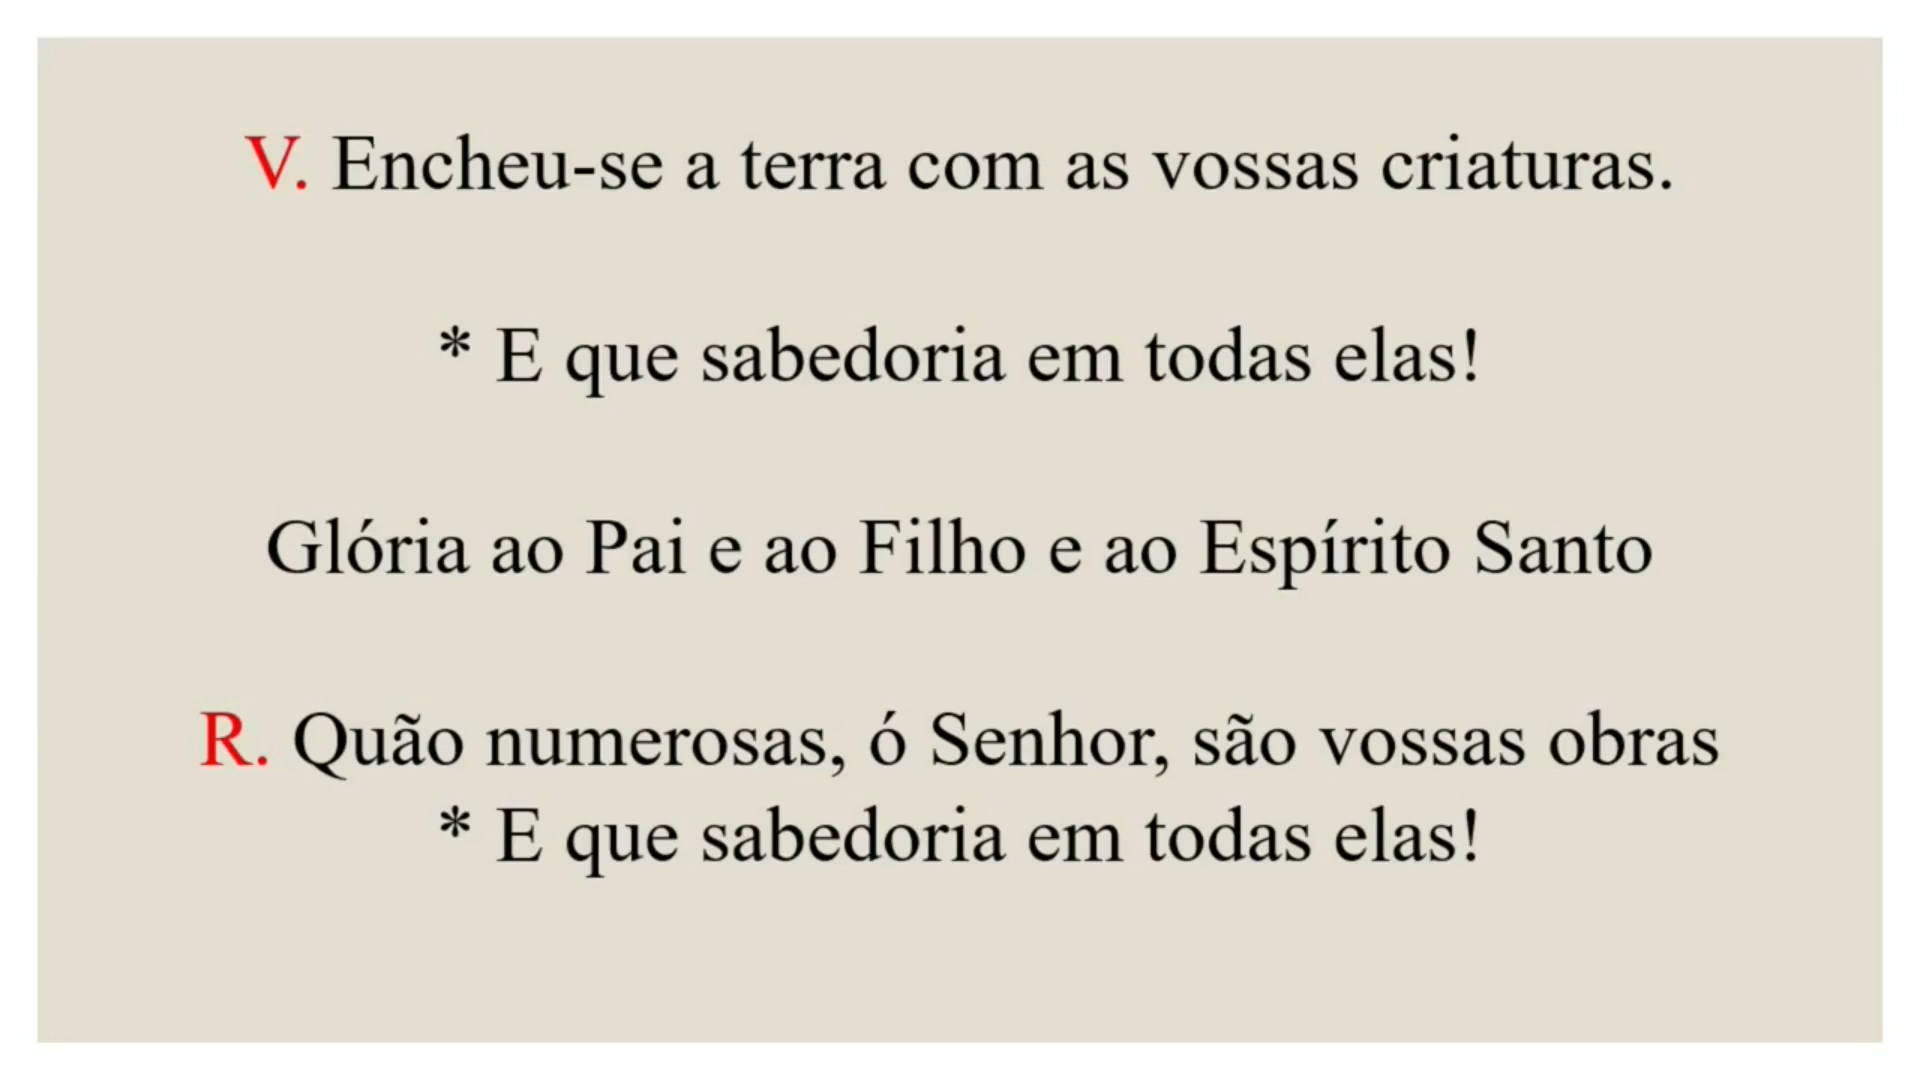 V. Encheu-se a terra com as vossas criaturas.
* E que sabedoria em todas elas!
Glória ao Pai e ao Filho e ao Espírito Santo
R. Quão numerosas, ó Senhor, são vossas obras
* E que sabedoria em todas elas!